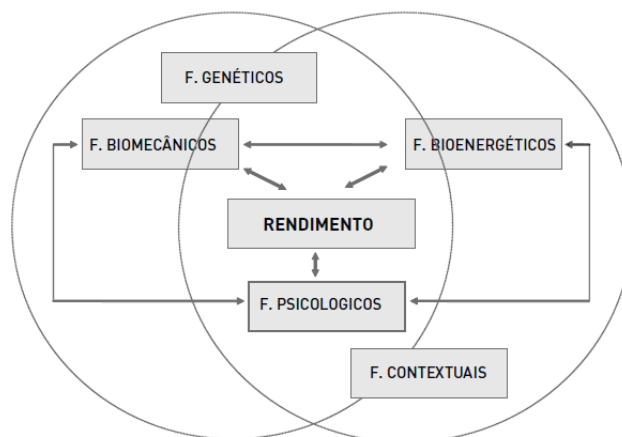 F. GENÉTICOS
F. BIOMECÂNICOS
F. BIOENERGÉTICOS
RENDIMENTO
F. PSICOLOGICOS
F. CONTEXTUAIS